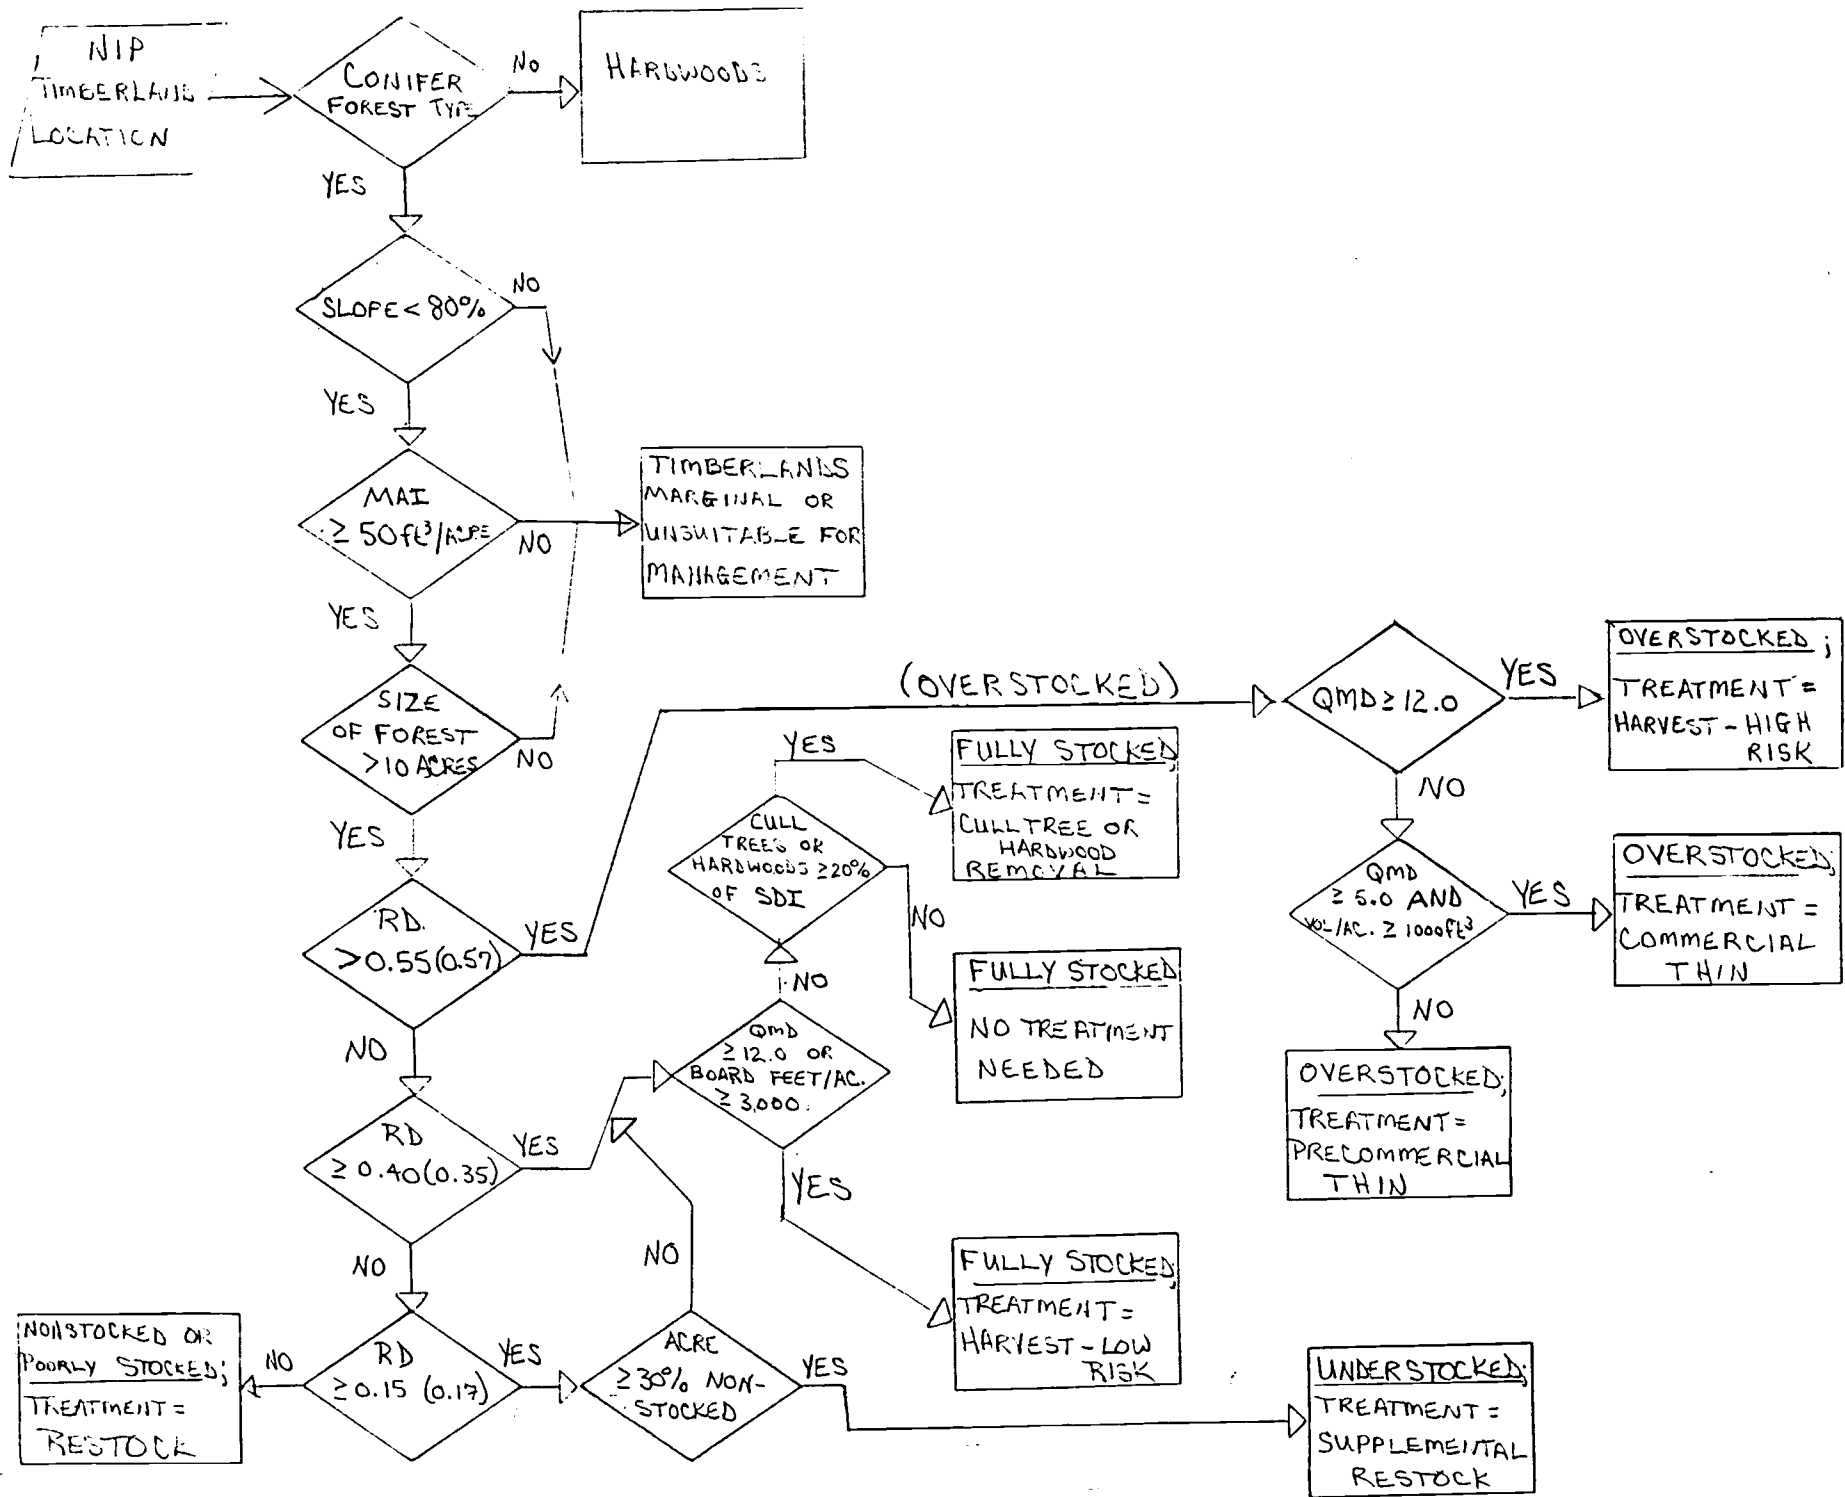 NIP
TIMBERLAND
LOCATION
CONIFER
FOREST TYPE
NO
HARDWOODS
YES
SLOPE < 80%
NO
YES
MAI
≥ 50 ft³/ACRE
NO
TIMBERLANDS
MARGINAL OR
UNSUITABLE FOR
MANAGEMENT
YES
SIZE
OF FOREST
>10 ACRES
NO
YES
RD.
>0.55(0.57)
YES
(OVERSTOCKED)
QMD ≥ 12.0
YES
OVERSTOCKED;
TREATMENT =
HARVEST - HIGH
RISK
NO
QMD
≥ 5.0 AND
VOL/AC. ≥ 1000 ft³
YES
OVERSTOCKED;
TREATMENT =
COMMERCIAL
THIN
NO
OVERSTOCKED;
TREATMENT =
PRECOMMERCIAL
THIN
NO
RD
≥ 0.40(0.35)
YES
QMD
≥ 12.0 OR
BOARD FEET/AC.
≥ 3,000
NO
CULL
TREES OR
HARDWOODS ≥20%
OF SDI
YES
FULLY STOCKED;
TREATMENT =
CULL TREE OR
HARDWOOD
REMOVAL
NO
FULLY STOCKED
NO TREATMENT
NEEDED
YES
FULLY STOCKED;
TREATMENT =
HARVEST - LOW
RISK
NO
RD
≥ 0.15 (0.17)
NO
NONSTOCKED OR
POORLY STOCKED;
TREATMENT =
RESTOCK
YES
ACRE
≥ 30% NON-
STOCKED
NO
YES
UNDERSTOCKED;
TREATMENT =
SUPPLEMENTAL
RESTOCK